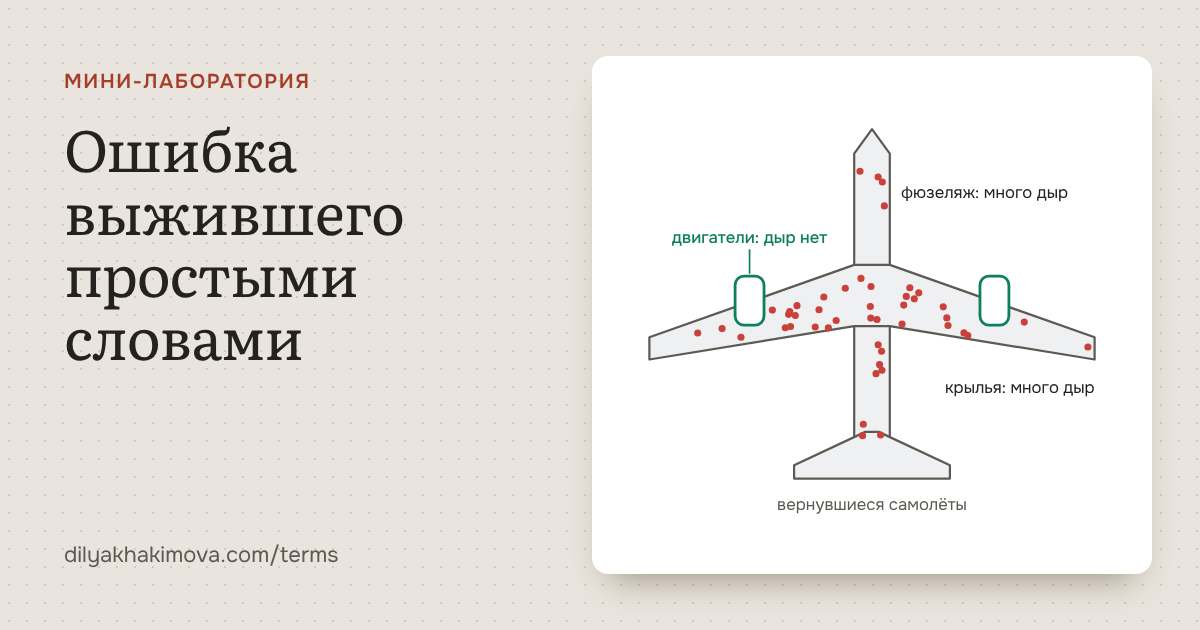 МИНИ-ЛАБОРАТОРИЯ
Ошибка
выжившего
простыми
словами
dilyakhakimova.com/terms
фюзеляж: много дыр
двигатели: дыр нет
крылья: много дыр
вернувшиеся самолёты